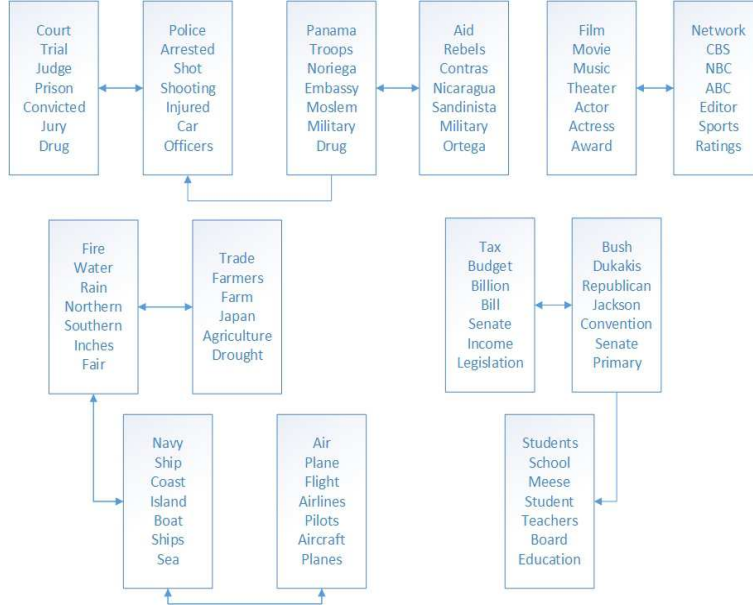 Court
Trial
Judge
Prison
Convicted
Jury
Drug
Police
Arrested
Shot
Shooting
Injured
Car
Officers
Panama
Troops
Noriega
Embassy
Moslem
Military
Drug
Aid
Rebels
Contras
Nicaragua
Sandinista
Military
Ortega
Film
Movie
Music
Theater
Actor
Actress
Award
Network
CBS
NBC
ABC
Editor
Sports
Ratings
Fire
Water
Rain
Northern
Southern
Inches
Fair
Trade
Farmers
Farm
Japan
Agriculture
Drought
Tax
Budget
Billion
Bill
Senate
Income
Legislation
Bush
Dukakis
Republican
Jackson
Convention
Senate
Primary
Navy
Ship
Coast
Island
Boat
Ships
Sea
Air
Plane
Flight
Airlines
Pilots
Aircraft
Planes
Students
School
Meese
Student
Teachers
Board
Education